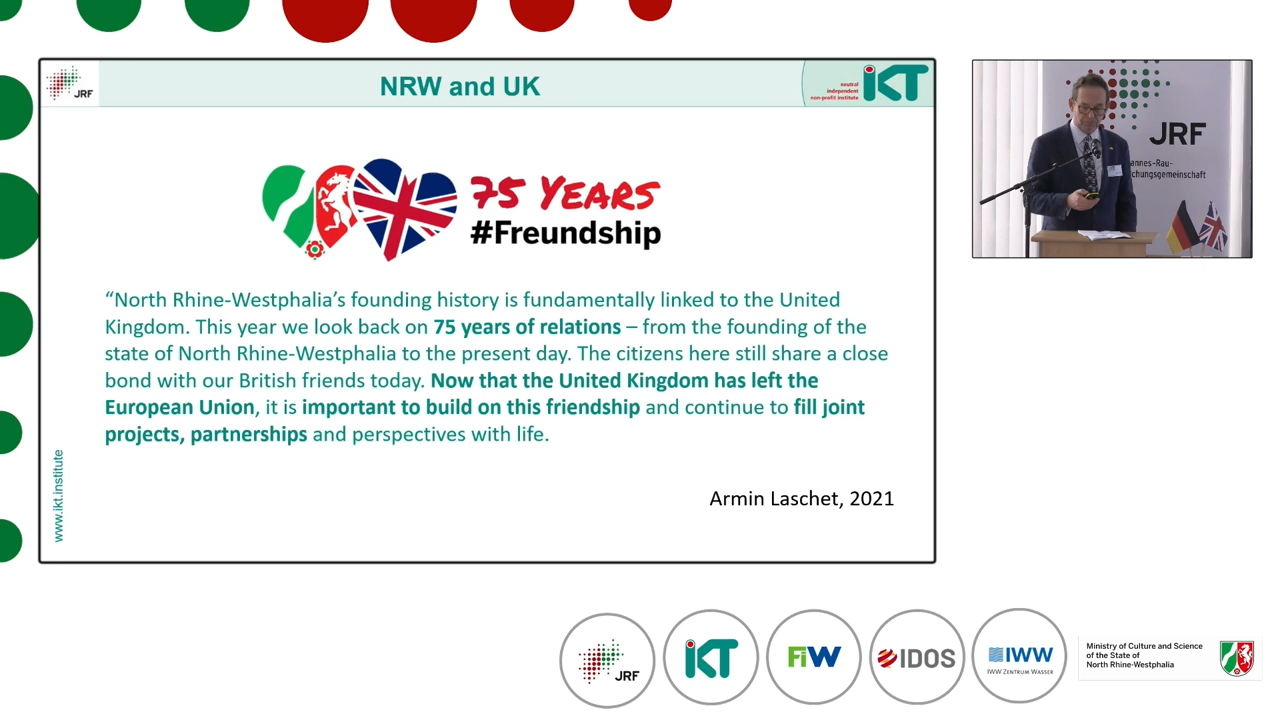 JRF
NRW and UK
neutral
independent
non-profit institute
iKT
75 YEARS
#Freundship
“North Rhine-Westphalia’s founding history is fundamentally linked to the United
Kingdom. This year we look back on 75 years of relations – from the founding of the
state of North Rhine-Westphalia to the present day. The citizens here still share a close
bond with our British friends today. Now that the United Kingdom has left the
European Union, it is important to build on this friendship and continue to fill joint
projects, partnerships and perspectives with life.
Armin Laschet, 2021
www.ikt.institute
JRF
annes-Rau-
chungsgemeinschaft
JRF
iKT
FiW
IDOS
IWW
IWW ZENTRUM WASSER
Ministry of Culture and Science
of the State of
North Rhine-Westphalia